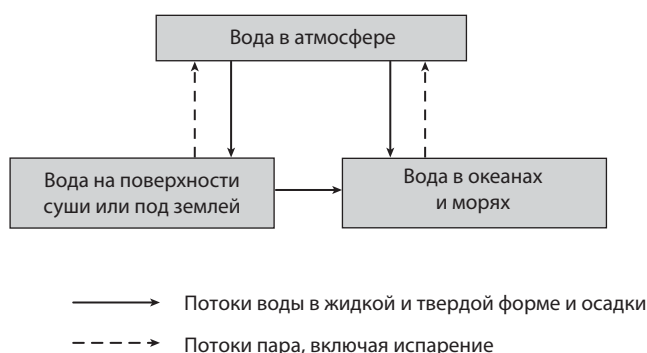 Вода в атмосфере
Вода на поверхности
суши или под землей
Вода в океанах
и морях
Потоки воды в жидкой и твердой форме и осадки
Потоки пара, включая испарение